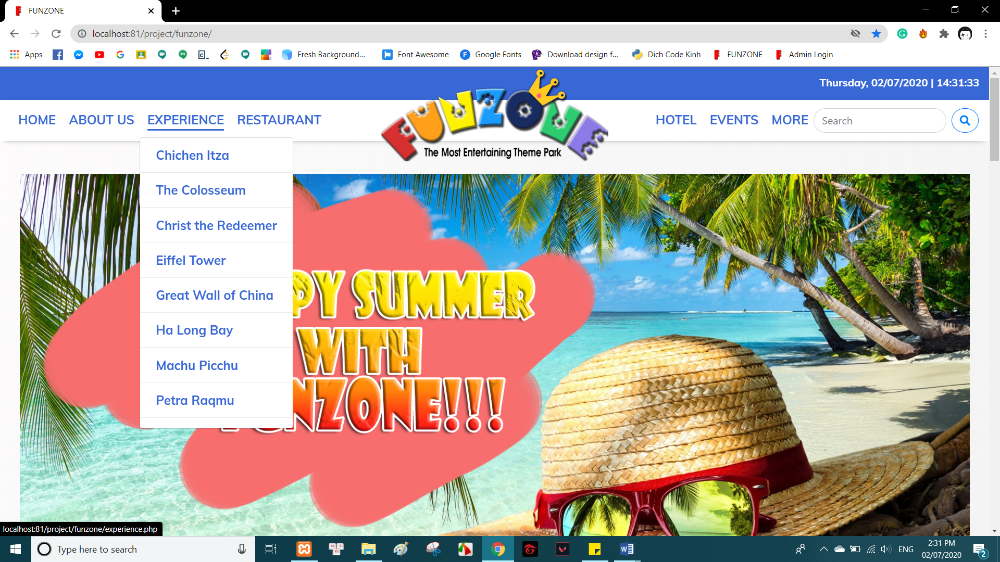 FUNZONE
localhost:81/project/funzone/
Apps
Fresh Background...
Font Awesome
Google Fonts
Download design f...
Dịch Code Kinh
FUNZONE
Admin Login
Thursday, 02/07/2020 | 14:31:33
HOME
ABOUT US
EXPERIENCE
RESTAURANT
FUNZONE
The Most Entertaining Theme Park
HOTEL
EVENTS
MORE
Search
Chichen Itza
The Colosseum
Christ the Redeemer
Eiffel Tower
Great Wall of China
Ha Long Bay
Machu Picchu
Petra Raqmu
PY SUMMER
WITH
FUNZONE!!!
localhost:81/project/funzone/experience.php
Type here to search
ENG
2:31 PM
02/07/2020
2